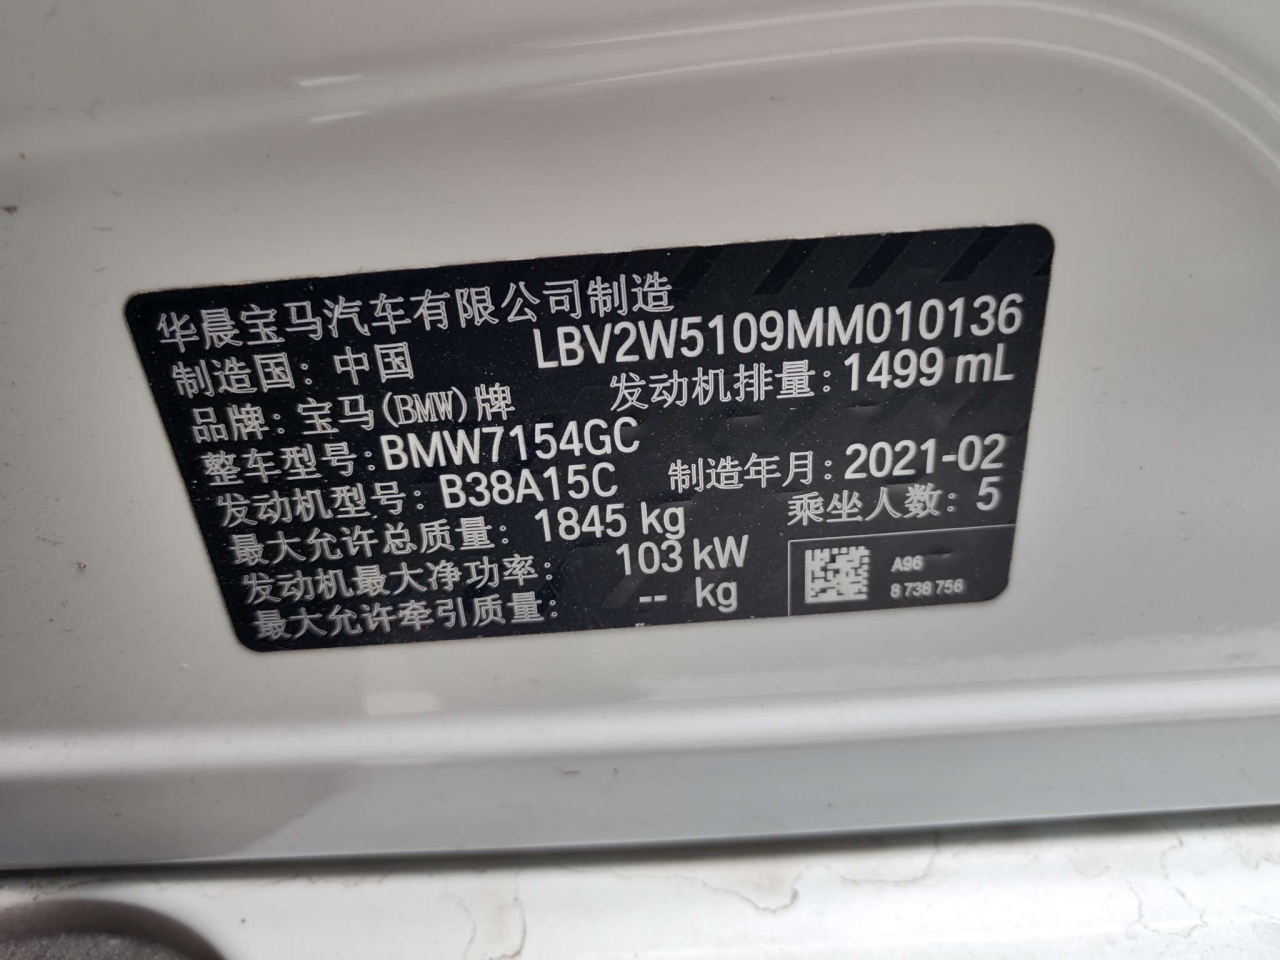 华晨宝马汽车有限公司制造
制造国：中国 LBV2W5109MM010136
品牌：宝马(BMW)牌 发动机排量：1499 mL
整车型号：BMW7154GC
发动机型号：B38A15C 制造年月：2021-02
最大允许总质量：1845 kg 乘坐人数：5
发动机最大净功率：103 kW
最大允许牵引质量：-- kg
A96
8 738 756